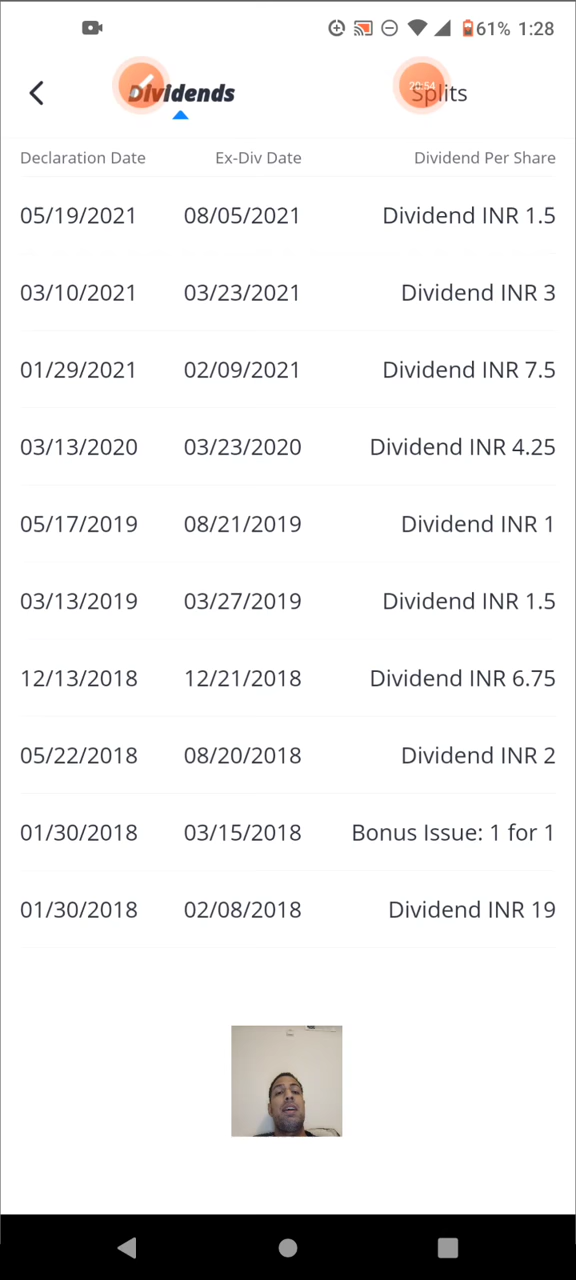 61% 1:28
Dividends Splits
20:54
Declaration Date Ex-Div Date Dividend Per Share
05/19/2021 08/05/2021 Dividend INR 1.5
03/10/2021 03/23/2021 Dividend INR 3
01/29/2021 02/09/2021 Dividend INR 7.5
03/13/2020 03/23/2020 Dividend INR 4.25
05/17/2019 08/21/2019 Dividend INR 1
03/13/2019 03/27/2019 Dividend INR 1.5
12/13/2018 12/21/2018 Dividend INR 6.75
05/22/2018 08/20/2018 Dividend INR 2
01/30/2018 03/15/2018 Bonus Issue: 1 for 1
01/30/2018 02/08/2018 Dividend INR 19